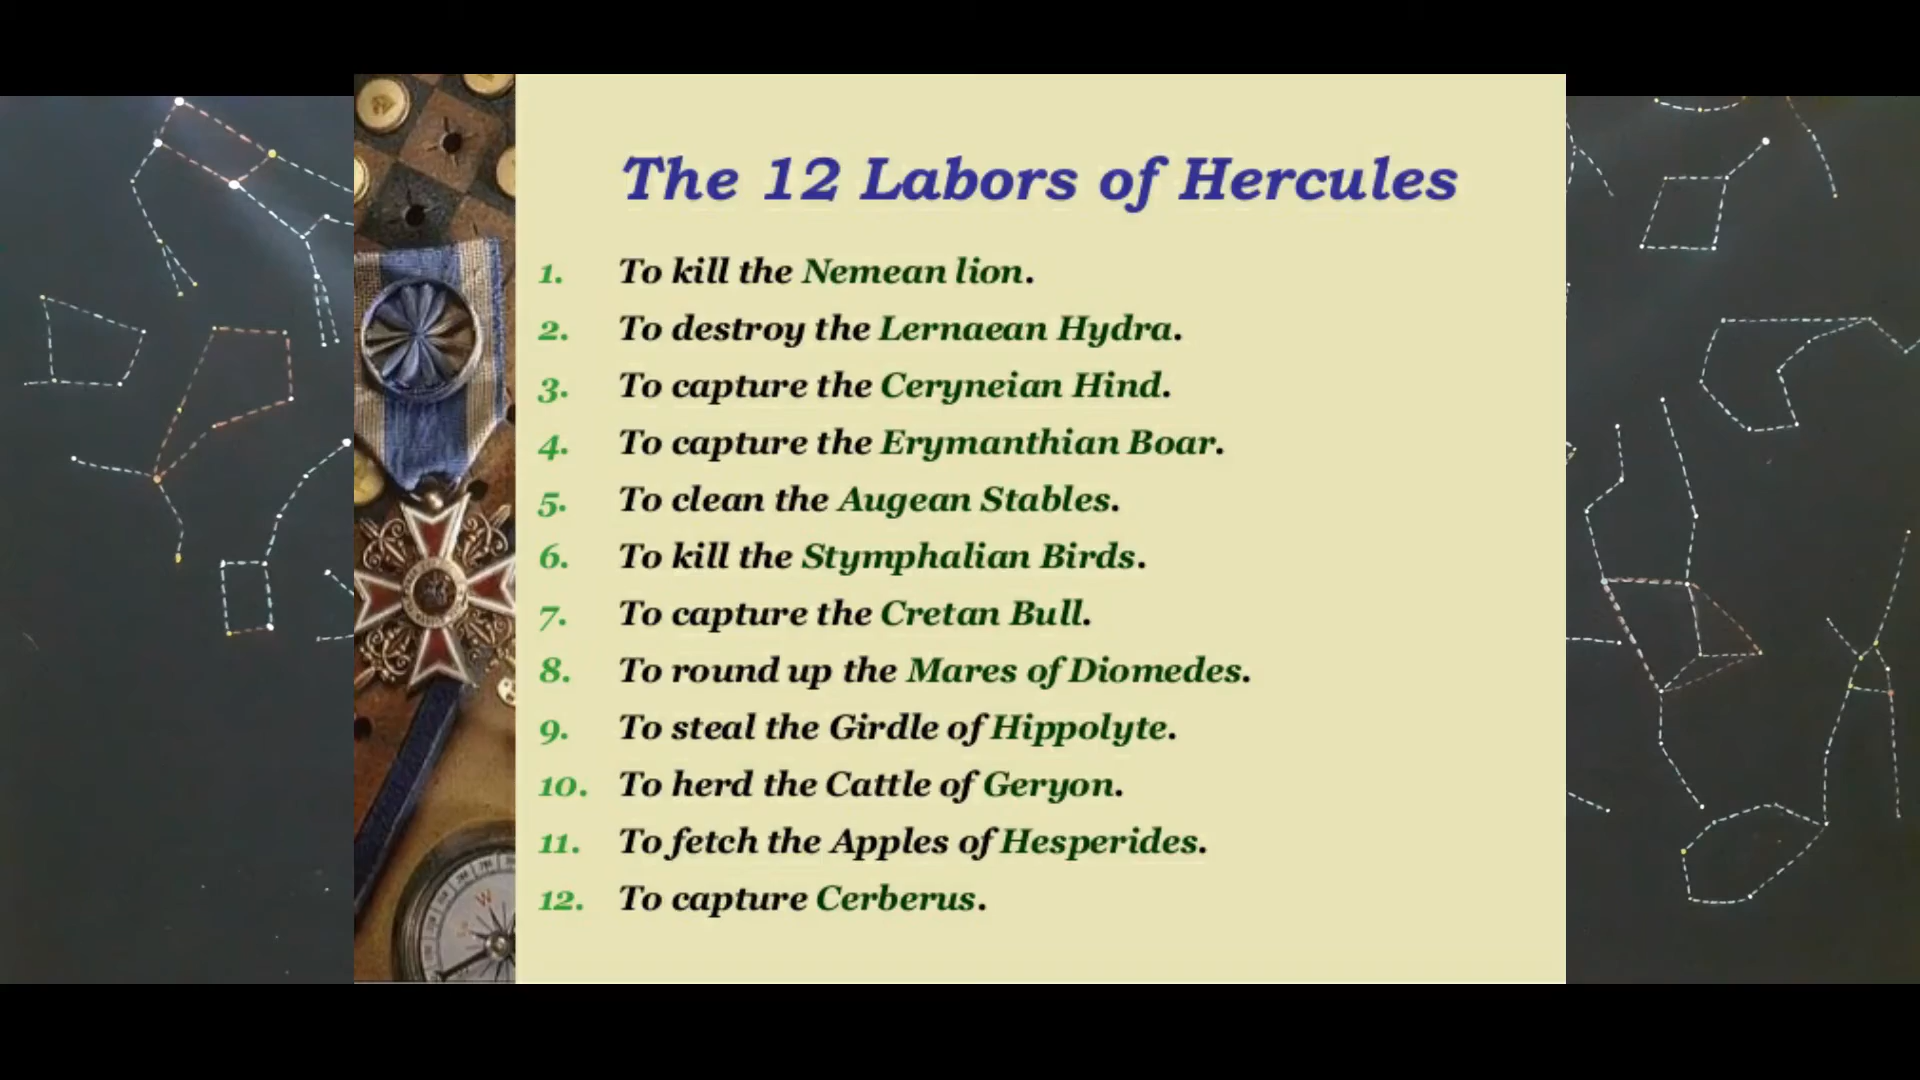 The 12 Labors of Hercules
1. To kill the Nemean lion.
2. To destroy the Lernaean Hydra.
3. To capture the Ceryneian Hind.
4. To capture the Erymanthian Boar.
5. To clean the Augean Stables.
6. To kill the Stymphalian Birds.
7. To capture the Cretan Bull.
8. To round up the Mares of Diomedes.
9. To steal the Girdle of Hippolyte.
10. To herd the Cattle of Geryon.
11. To fetch the Apples of Hesperides.
12. To capture Cerberus.